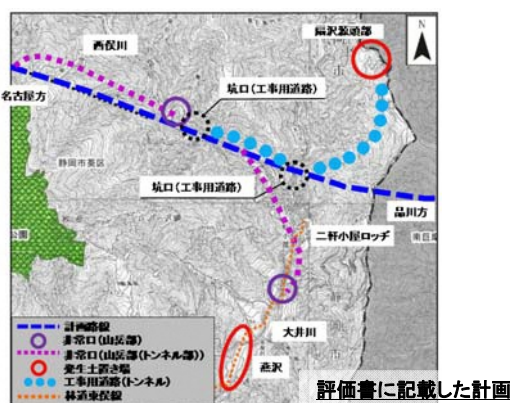 西俣川
扇沢源頭部
N
坑口(工事用道路)
名古屋方
静岡市葵区
坑口(工事用道路)
品川方
公園
二軒小屋ロッヂ
大井川
燕沢
計画路線
非常口(山岳部)
非常口(山岳部(トンネル部))
発生土置き場
工事用道路(トンネル)
林道東俣線
評価書に記載した計画